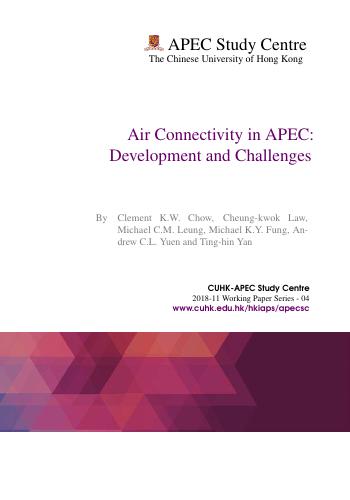 APEC Study Centre
The Chinese University of Hong Kong
Air Connectivity in APEC:
Development and Challenges
By Clement K.W. Chow, Cheung-kwok Law,
Michael C.M. Leung, Michael K.Y. Fung, An-
drew C.L. Yuen and Ting-hin Yan
CUHK-APEC Study Centre
2018-11 Working Paper Series - 04
www.cuhk.edu.hk/hkiaps/apecsc